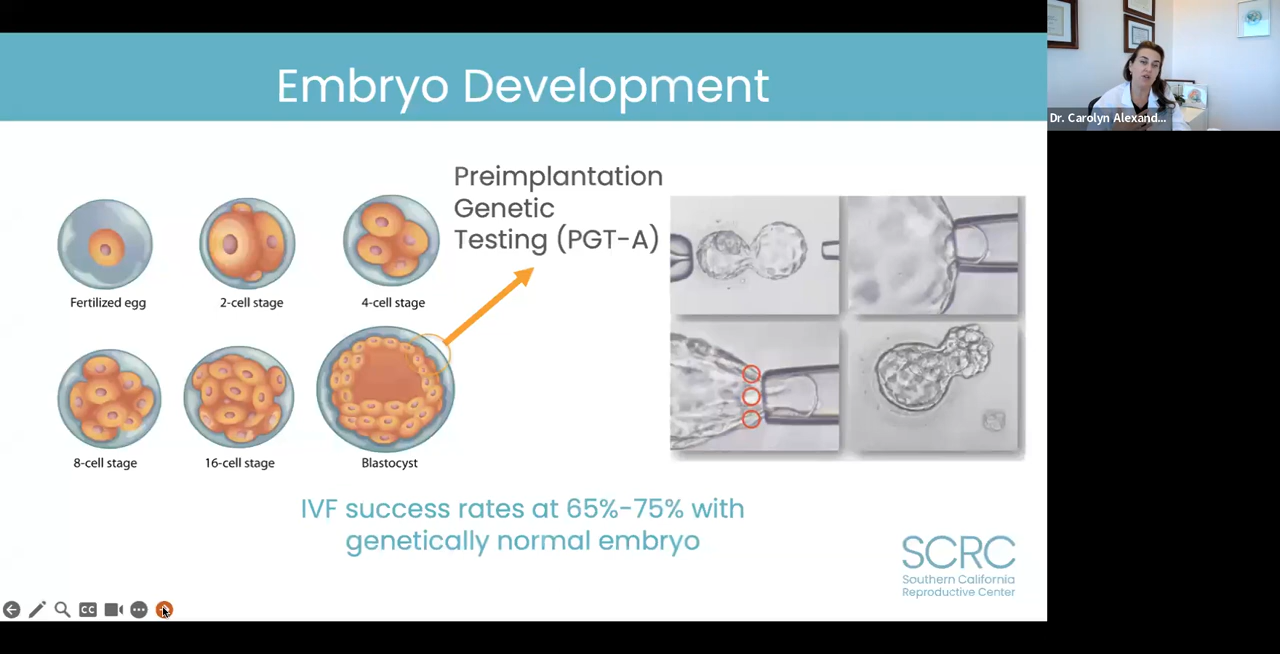 Embryo Development
Dr. Carolyn Alexand...
Preimplantation
Genetic
Testing (PGT-A)
Fertilized egg
2-cell stage
4-cell stage
8-cell stage
16-cell stage
Blastocyst
IVF success rates at 65%-75% with
genetically normal embryo
SCRC
Southern California
Reproductive Center
CC